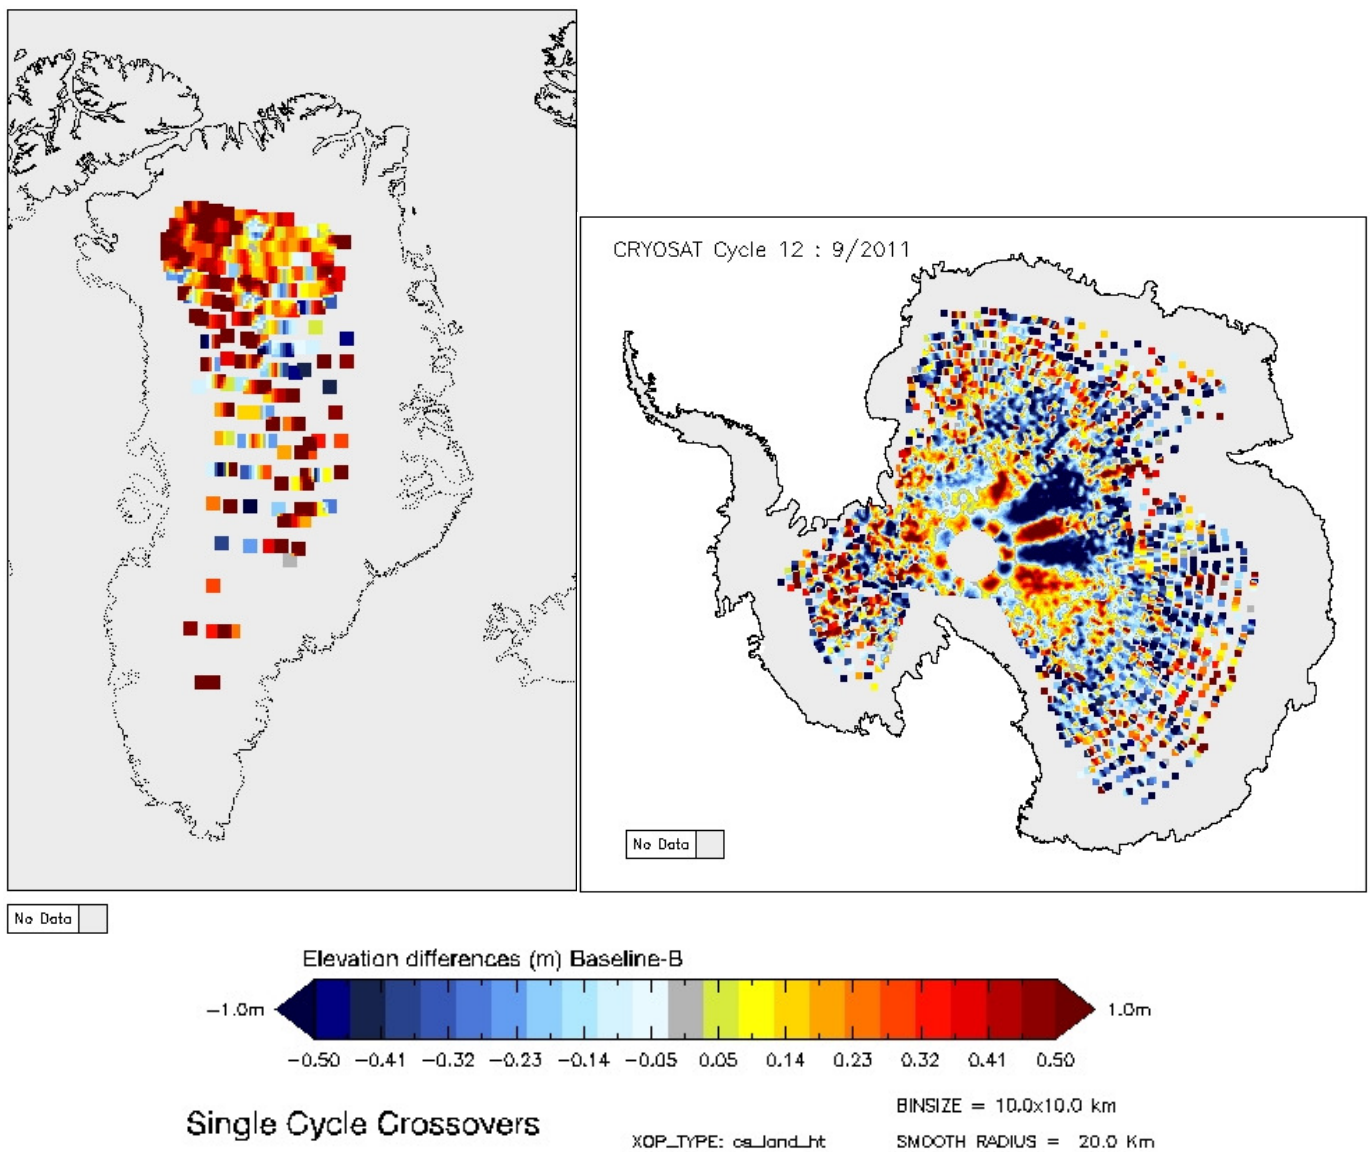 CRYOSAT Cycle 12 : 9/2011
No Data
No Data
Elevation differences (m) Baseline-B
-1.0m 1.0m
-0.50 -0.41 -0.32 -0.23 -0.14 -0.05 0.05 0.14 0.23 0.32 0.41 0.50
BINSIZE = 10.0x10.0 km
Single Cycle Crossovers
XOP_TYPE: cs_land_ht SMOOTH RADIUS = 20.0 Km